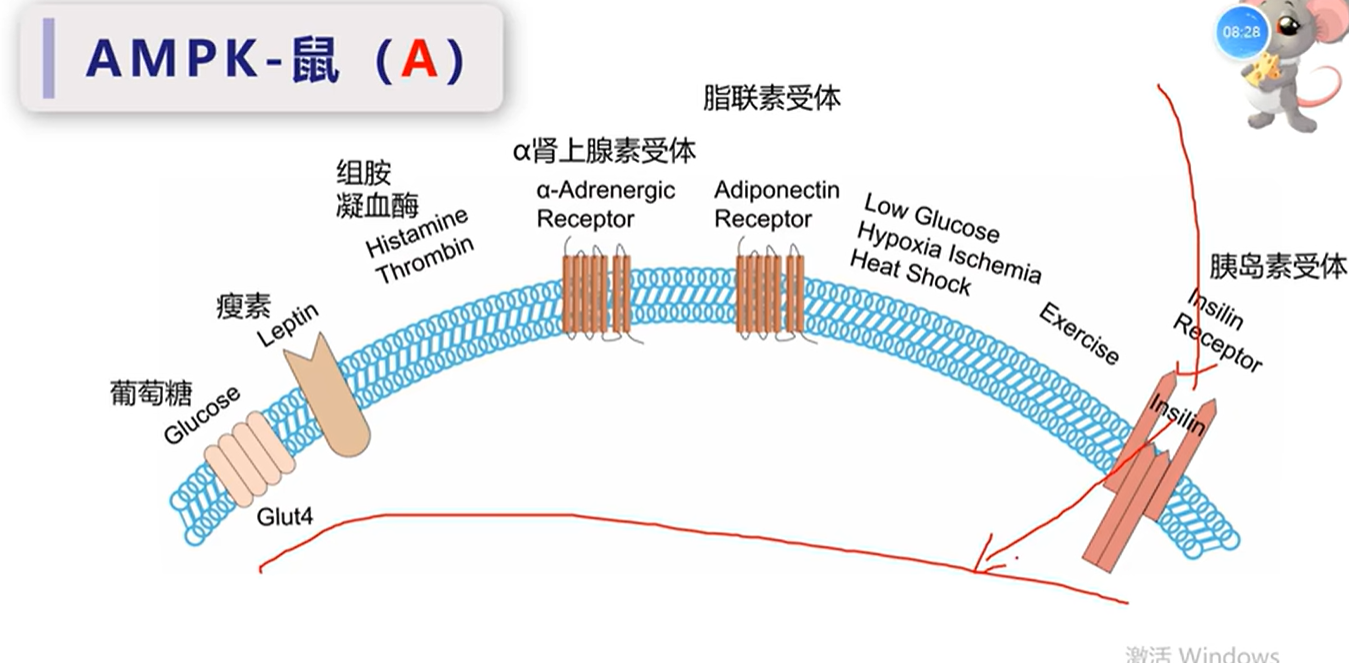 AMPK-鼠（A）
08:28
脂联素受体
α肾上腺素受体
α-Adrenergic
Receptor
Adiponectin
Receptor
组胺
凝血酶
Histamine
Thrombin
Low Glucose
Hypoxia Ischemia
Heat Shock
Exercise
胰岛素受体
Insilin
Receptor
Insilin
瘦素
Leptin
葡萄糖
Glucose
Glut4
激活 Windows